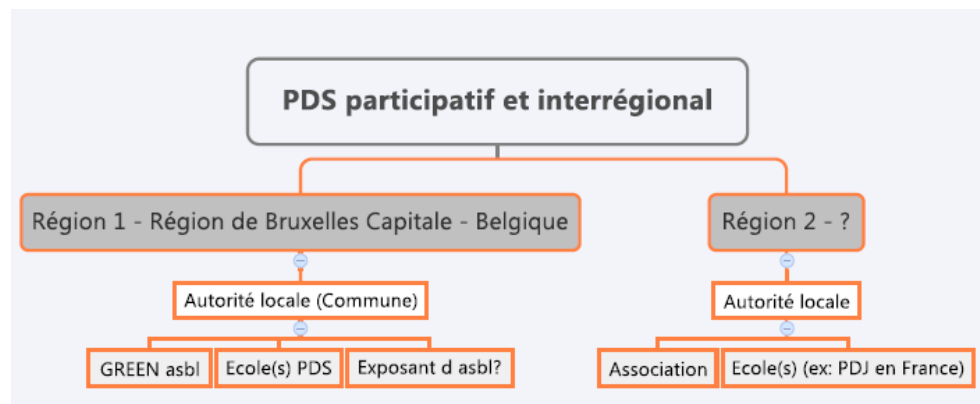 PDS participatif et interrégional
Région 1 - Région de Bruxelles Capitale - Belgique
Région 2 - ?
Autorité locale (Commune)
Autorité locale
GREEN asbl
Ecole(s) PDS
Exposant d asbl?
Association
Ecole(s) (ex: PDJ en France)